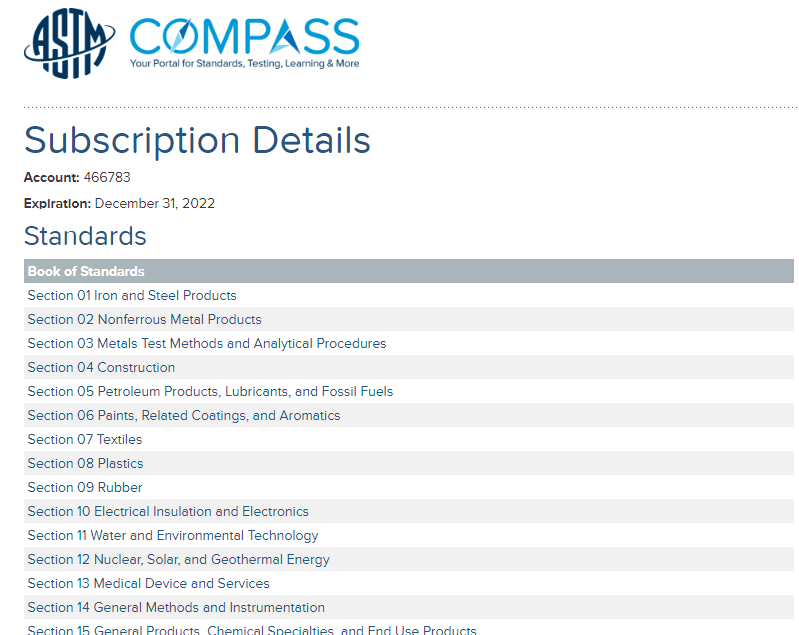 ASTM COMPASS
Your Portal for Standards, Testing, Learning & More
Subscription Details
Account: 466783
Expiration: December 31, 2022
Standards
Book of Standards
Section 01 Iron and Steel Products
Section 02 Nonferrous Metal Products
Section 03 Metals Test Methods and Analytical Procedures
Section 04 Construction
Section 05 Petroleum Products, Lubricants, and Fossil Fuels
Section 06 Paints, Related Coatings, and Aromatics
Section 07 Textiles
Section 08 Plastics
Section 09 Rubber
Section 10 Electrical Insulation and Electronics
Section 11 Water and Environmental Technology
Section 12 Nuclear, Solar, and Geothermal Energy
Section 13 Medical Device and Services
Section 14 General Methods and Instrumentation
Section 15 General Products, Chemical Specialties, and End Use Products